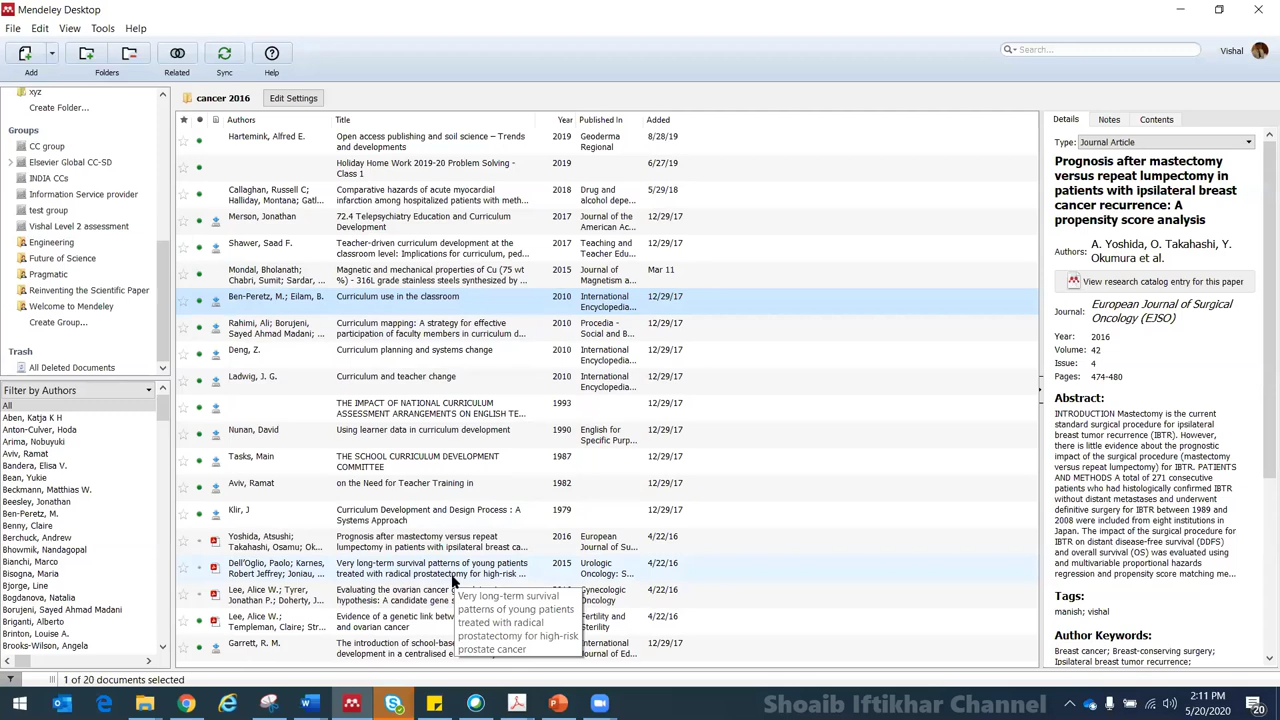 Mendeley Desktop
File Edit View Tools Help
Search...
Vishal
Add Folders Related Sync Help
xyz
Create Folder...
Groups
CC group
Elsevier Global CC-SD
INDIA CCs
Information Service provider
test group
Vishal Level 2 assessment
Engineering
Future of Science
Pragmatic
Reinventing the Scientific Paper
Welcome to Mendeley
Create Group...
Trash
All Deleted Documents
Filter by Authors
All
Aben, Katja K H
Anton-Culver, Hoda
Arima, Nobuyuki
Aviv, Ramat
Bandera, Elisa V.
Bean, Yukie
Beckmann, Matthias W.
Beesley, Jonathan
Ben-Peretz, M.
Benny, Claire
Berchuck, Andrew
Bhowmik, Nandagopal
Bianchi, Marco
Bisogna, Maria
Bjorge, Line
Bogdanova, Natalia
Borujeni, Sayed Ahmad Madani
Briganti, Alberto
Brinton, Louise A
Brooks-Wilson, Angela
cancer 2016 Edit Settings
Authors Title Year Published In Added
Hartemink, Alfred E. Open access publishing and soil science – Trends 2019 Geoderma 8/28/19
and developments Regional
Holiday Home Work 2019-20 Problem Solving - 2019 6/27/19
Class 1
Callaghan, Russell C; Comparative hazards of acute myocardial 2018 Drug and 5/29/18
Halliday, Montana; Gatl... infarction among hospitalized patients with meth... alcohol depe...
Merson, Jonathan 72.4 Telepsychiatry Education and Curriculum 2017 Journal of the 12/29/17
Development American Ac...
Shawer, Saad F. Teacher-driven curriculum development at the 2017 Teaching and 12/29/17
classroom level: Implications for curriculum, ped... Teacher Edu...
Mondal, Bholanath; Magnetic and mechanical properties of Cu (75 wt 2015 Journal of Mar 11
Chabri, Sumit; Sardar, ... %) - 316L grade stainless steels synthesized by ... Magnetism a...
Ben-Peretz, M.; Eilam, B. Curriculum use in the classroom 2010 International 12/29/17
Encyclopedia...
Rahimi, Ali; Borujeni, Curriculum mapping: A strategy for effective 2010 Procedia - 12/29/17
Sayed Ahmad Madani; ... participation of faculty members in curriculum d... Social and B...
Deng, Z. Curriculum planning and systems change 2010 International 12/29/17
Encyclopedia...
Ladwig, J. G. Curriculum and teacher change 2010 International 12/29/17
Encyclopedia...
THE IMPACT OF NATIONAL CURRICULUM 1993 12/29/17
ASSESSMENT ARRANGEMENTS ON ENGLISH TE...
Nunan, David Using learner data in curriculum development 1990 English for 12/29/17
Specific Purp...
Tasks, Main THE SCHOOL CURRICULUM DEVELOPMENT 1987 12/29/17
COMMITTEE
Aviv, Ramat on the Need for Teacher Training in 1982 12/29/17
Klir, J Curriculum Development and Design Process : A 1979 12/29/17
Systems Approach
Yoshida, Atsushi; Prognosis after mastectomy versus repeat 2016 European 4/22/16
Takahashi, Osamu; Ok... lumpectomy in patients with ipsilateral breast ca... Journal of Su...
Dell'Oglio, Paolo; Karnes, Very long-term survival patterns of young patients 2015 Urologic 4/22/16
Robert Jeffrey; Joniau, ... treated with radical prostatectomy for high-risk ... Oncology: S...
Lee, Alice W.; Tyrer, Evaluating the ovarian cancer Gynecologic 4/22/16
Jonathan P.; Doherty, J... hypothesis: A candidate gene Oncology
Lee, Alice W.; Evidence of a genetic link Fertility and 4/22/16
Templeman, Claire; Str... and ovarian cancer Sterility
Garrett, R. M. The introduction of school-ba International 12/29/17
development in a centralised e Journal of Ed...
Very long-term survival
patterns of young patients
treated with radical
prostatectomy for high-risk
prostate cancer
Details Notes Contents
Type: Journal Article
Prognosis after mastectomy
versus repeat lumpectomy in
patients with ipsilateral breast
cancer recurrence: A
propensity score analysis
Authors: A. Yoshida, O. Takahashi, Y.
Okumura et al.
View research catalog entry for this paper
Journal: European Journal of Surgical
Oncology (EJSO)
Year: 2016
Volume: 42
Issue: 4
Pages: 474-480
Abstract:
INTRODUCTION Mastectomy is the current
standard surgical procedure for ipsilateral
breast tumor recurrence (IBTR). However,
there is little evidence about the prognostic
impact of the surgical procedure (mastectomy
versus repeat lumpectomy) for IBTR. PATIENTS
AND METHODS A total of 271 consecutive
patients who had histologically confirmed IBTR
without distant metastases and underwent
definitive surgery for IBTR between 1989 and
2008 were included from eight institutions in
Japan. The impact of the surgical procedure for
IBTR on distant disease-free survival (DDFS)
and overall survival (OS) was evaluated using
and multivariable proportional hazards
regression and propensity score matching me...
Tags:
manish; vishal
Author Keywords:
Breast cancer; Breast-conserving surgery;
Ipsilateral breast tumor recurrence;
1 of 20 documents selected
Shoaib Iftikhar Channel
2:11 PM
5/20/2020
20